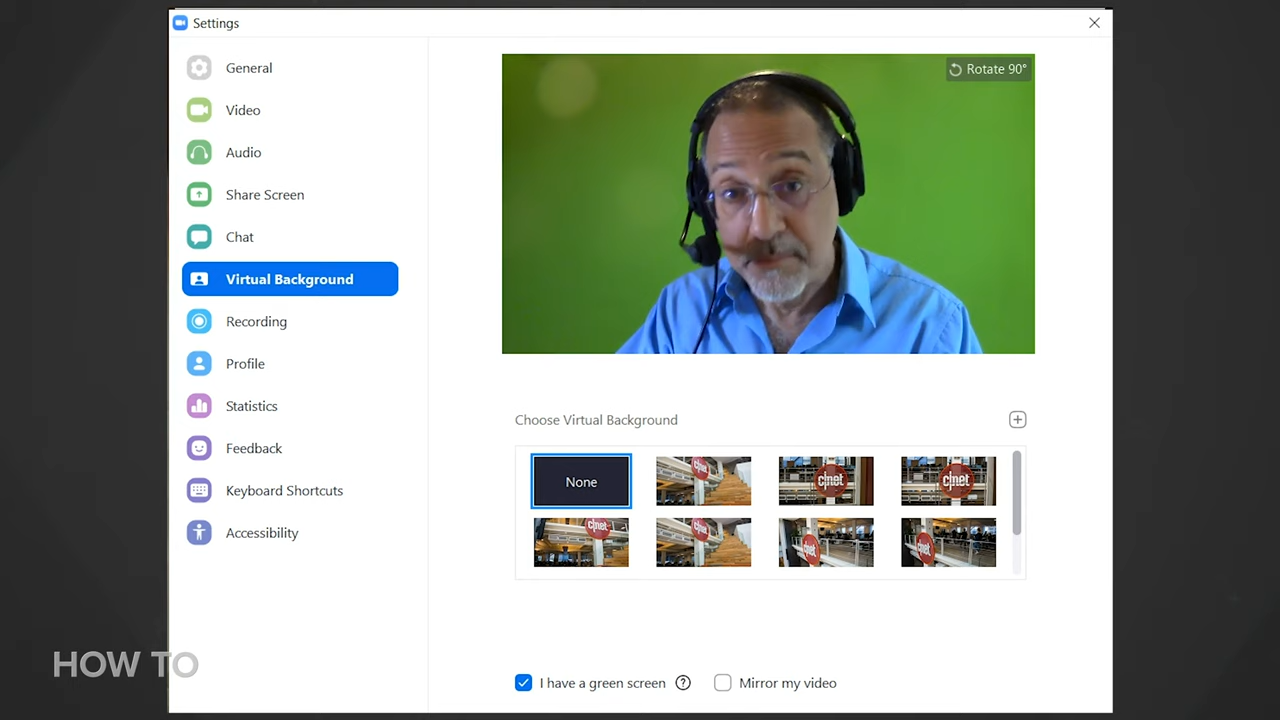 Settings
General
Video
Audio
Share Screen
Chat
Virtual Background
Recording
Profile
Statistics
Feedback
Keyboard Shortcuts
Accessibility
Rotate 90°
Choose Virtual Background
None
cnet
cnet
cnet
cnet
cnet
cnet
cnet
I have a green screen
Mirror my video
HOW TO